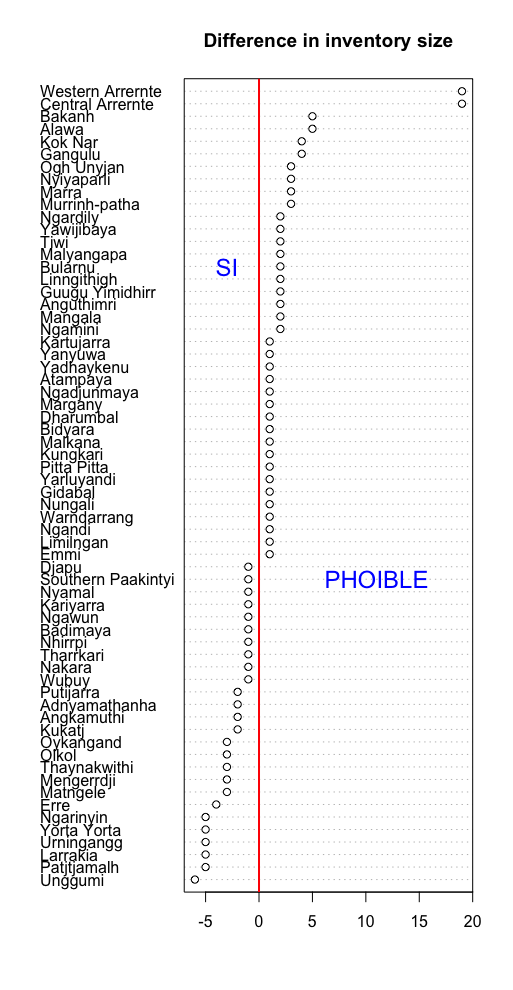 Difference in inventory size
Western Arrernte
Central Arrernte
Bakanh
Alawa
Kok Nar
Gangulu
Ogh Unyjan
Nyiyaparli
Marra
Murrinh-patha
Ngardily
Yawijibaya
Tiwi
Malyangapa
Bularnu
SI
Linngithigh
Guugu Yimidhirr
Anguthimri
Mangala
Ngamini
Kartujarra
Yanyuwa
Yadhaykenu
Atampaya
Ngadjunmaya
Margany
Dharumbal
Bidyara
Malkana
Kungkari
Pitta Pitta
Yarluyandi
Gidabal
Nungali
Warndarrang
Ngandi
Limilngan
Emmi
Djapu
Southern Paakintyi
PHOIBLE
Nyamal
Kariyarra
Ngawun
Badimaya
Nhirrpi
Tharrkari
Nakara
Wubuy
Putijarra
Adnyamathanha
Angkamuthi
Kukatj
Oykangand
Olkol
Thaynakwithi
Mengerrdji
Matngele
Erre
Ngarinyin
Yorta Yorta
Urningangg
Larrakia
Patjtjamalh
Unggumi
-5 0 5 10 15 20